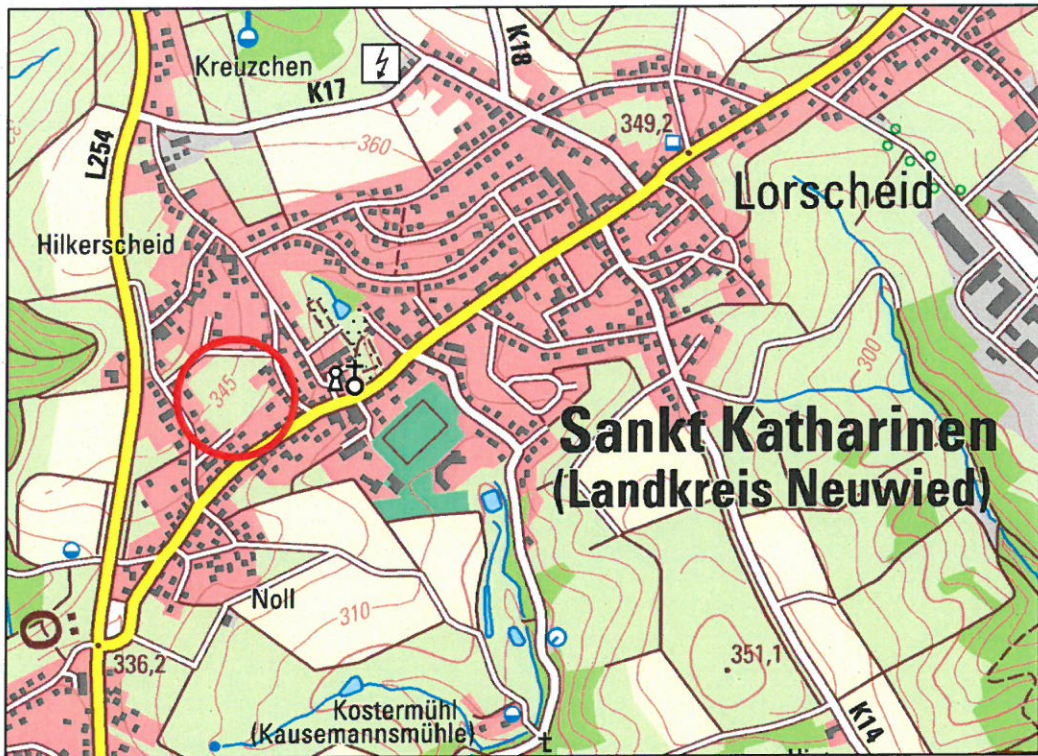 Kreuzchen
K17
K18
L254
360
349,2
Lorscheid
Hilkerscheid
300
345
Sankt Katharinen
(Landkreis Neuwied)
Noll
310
336,2
351,1
K14
Kostermühl
(Kausemannsmühle)